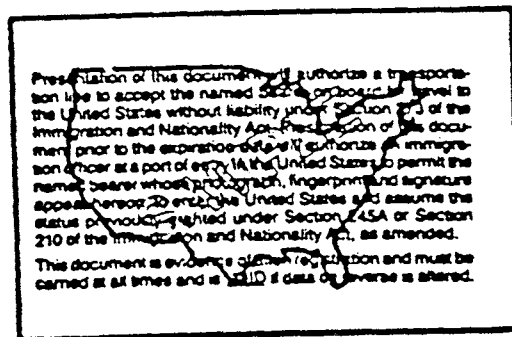 Presentation of this document will authorize a transporta-
tion line to accept the named bearer on board for travel to
the United States without liability under Section 273 of the
Immigration and Nationality Act. Presentation of this docu-
ment prior to the expiration date will authorize an immigra-
tion officer at a port of entry in the United States to permit the
named bearer whose photograph, fingerprint and signature
appear hereon to enter the United States and assume the
status previously granted under Section 245A or Section
210 of the Immigration and Nationality Act, as amended.
This document is evidence of alien registration and must be
carried at all times and is VOID if data on reverse is altered.